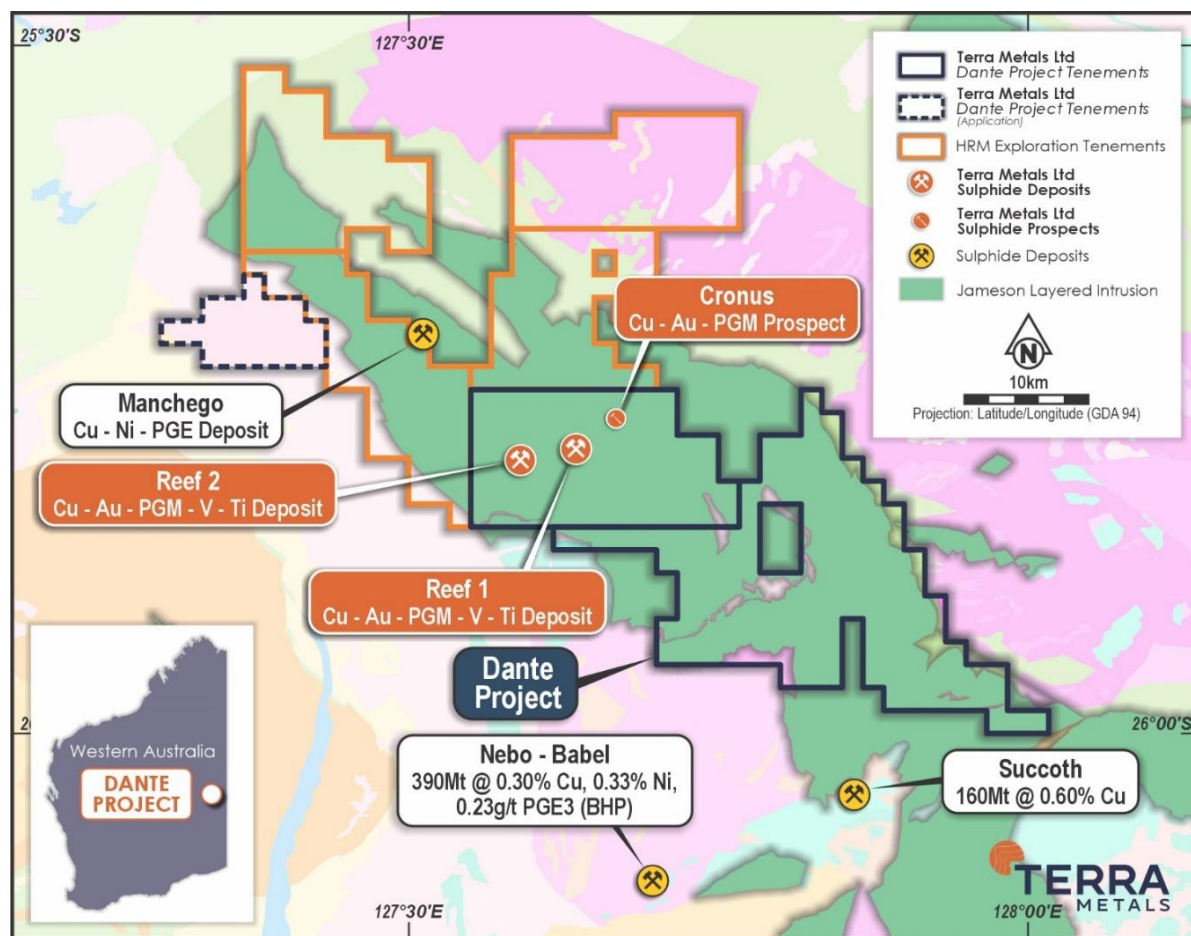 25°30'S
127°30'E
Terra Metals Ltd
Dante Project Tenements
Terra Metals Ltd
Dante Project Tenements
(Application)
HRM Exploration Tenements
Terra Metals Ltd
Sulphide Deposits
Terra Metals Ltd
Sulphide Prospects
Sulphide Deposits
Jameson Layered Intrusion
N
10km
Projection: Latitude/Longitude (GDA 94)
Cronus
Cu - Au - PGM Prospect
Manchego
Cu - Ni - PGE Deposit
Reef 2
Cu - Au - PGM - V - Ti Deposit
Reef 1
Cu - Au - PGM - V - Ti Deposit
Dante
Project
26°00'S
Western Australia
DANTE
PROJECT
Nebo - Babel
390Mt @ 0.30% Cu, 0.33% Ni,
0.23g/t PGE3 (BHP)
Succoth
160Mt @ 0.60% Cu
TERRA
METALS
127°30'E
128°00'E